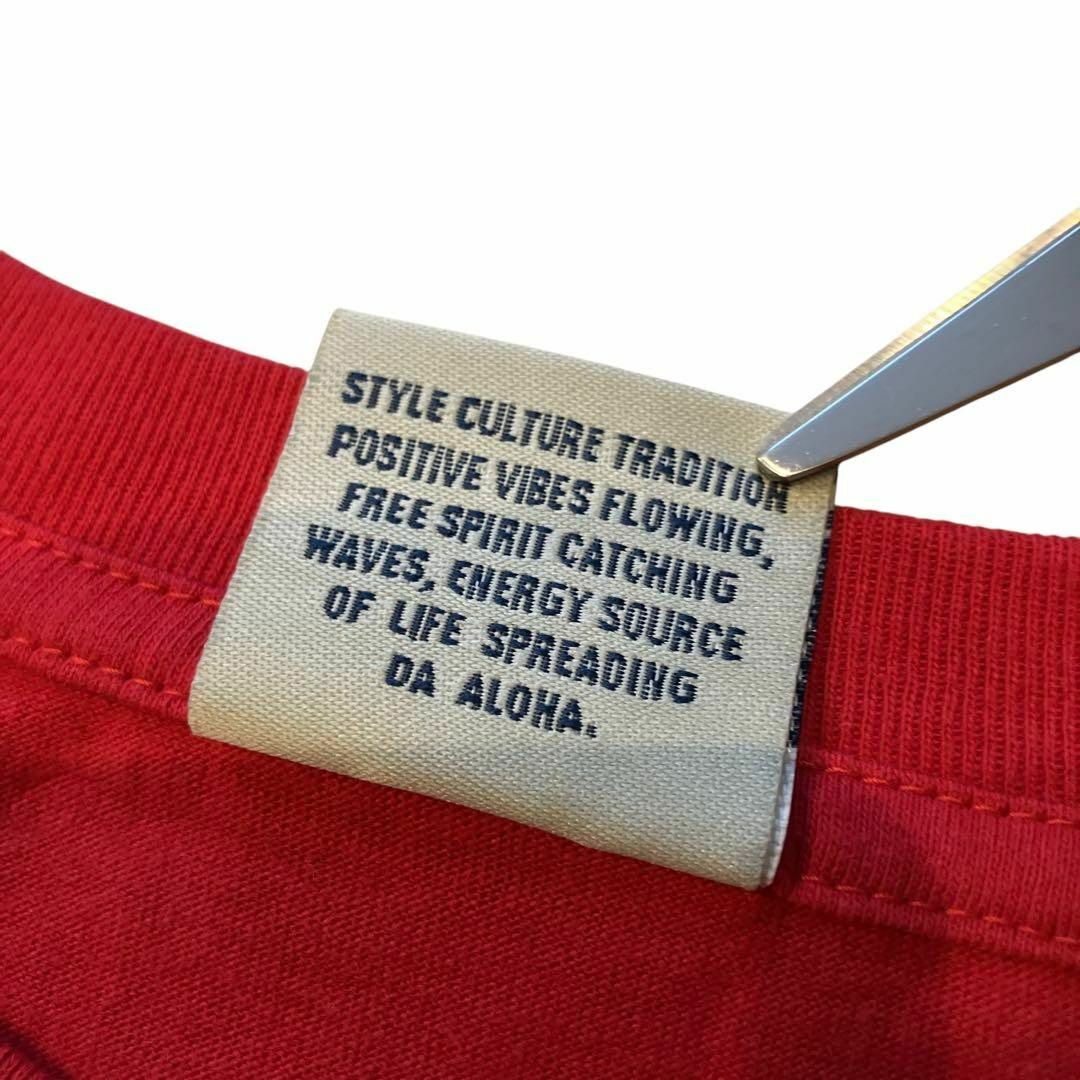 STYLE CULTURE TRADITION
POSITIVE VIBES FLOWING,
FREE SPIRIT CATCHING
WAVES, ENERGY SOURCE
OF LIFE SPREADING
DA ALOHA.